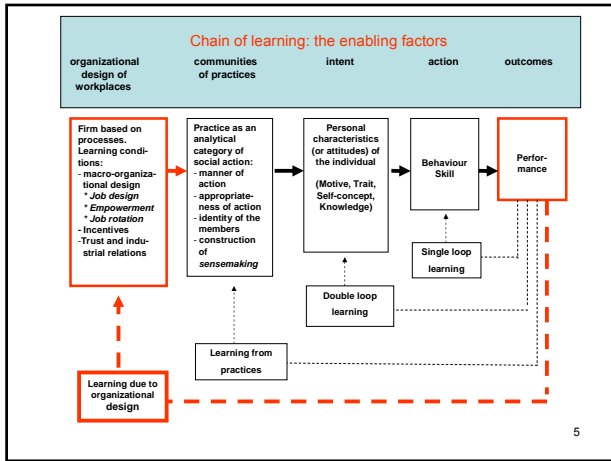 Chain of learning: the enabling factors
organizational
design of
workplaces
communities
of practices
intent
action
outcomes
Firm based on
processes.
Learning condi-
tions:
- macro-organiza-
tional design
* Job design
* Empowerment
* Job rotation
- Incentives
-Trust and indu-
strial relations
Practice as an
analytical
category of
social action:
- manner of
action
- appropriate-
ness of action
- identity of the
members
- construction
of sensemaking
Personal
characteristics
(or attitudes) of
the individual
(Motive, Trait,
Self-concept,
Knowledge)
Behaviour
Skill
Perfor-
mance
Single loop
learning
Double loop
learning
Learning from
practices
Learning due to
organizational
design
5